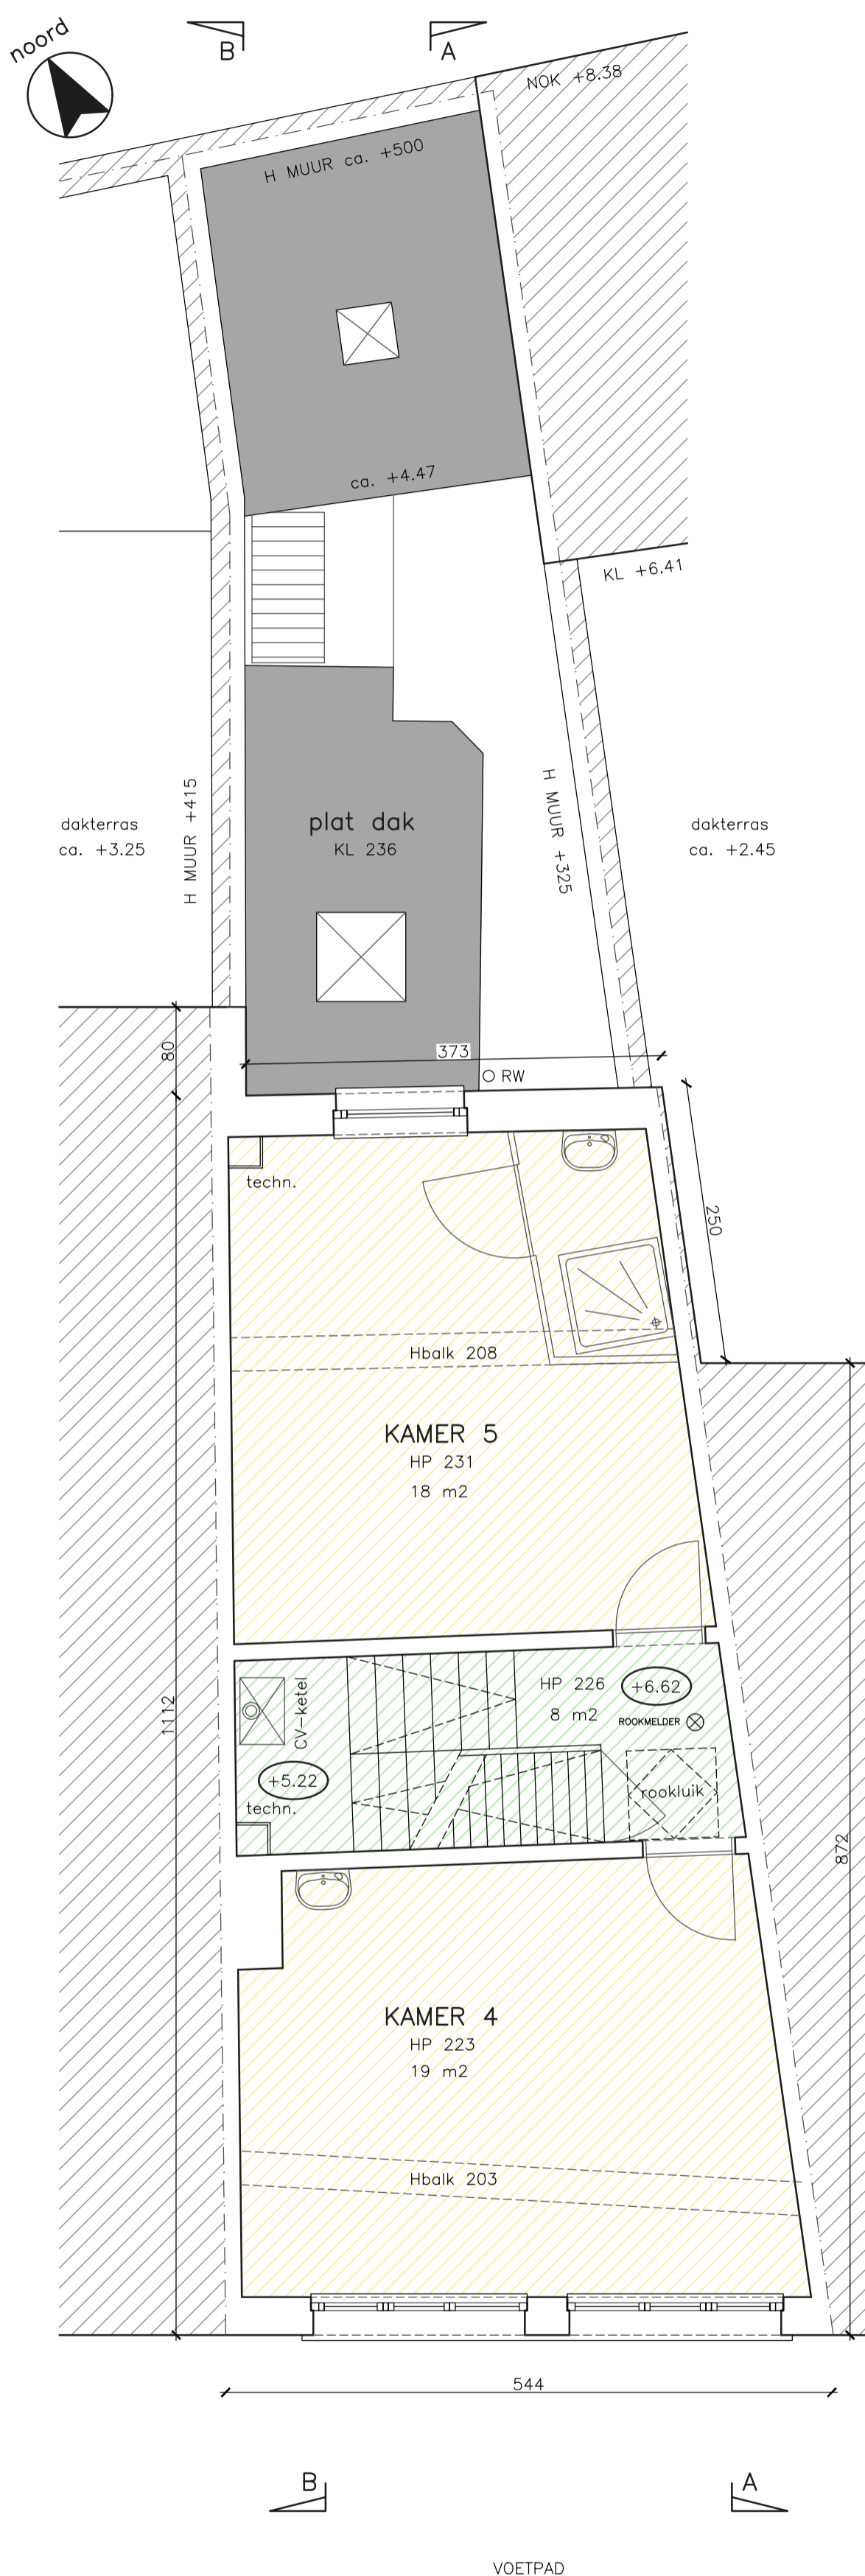 noord
B
A
NOK +8.38
H MUUR ca. +500
ca. +4.47
KL +6.41
H MUUR +415
H MUUR +325
plat dak
KL 236
dakterras
ca. +3.25
dakterras
ca. +2.45
80
373
RW
250
techn.
Hbalk 208
KAMER 5
HP 231
18 m2
1112
CV-ketel
HP 226
8 m2
+6.62
ROOKMELDER
+5.22
rookluik
techn.
872
KAMER 4
HP 223
19 m2
Hbalk 203
544
B
A
VOETPAD